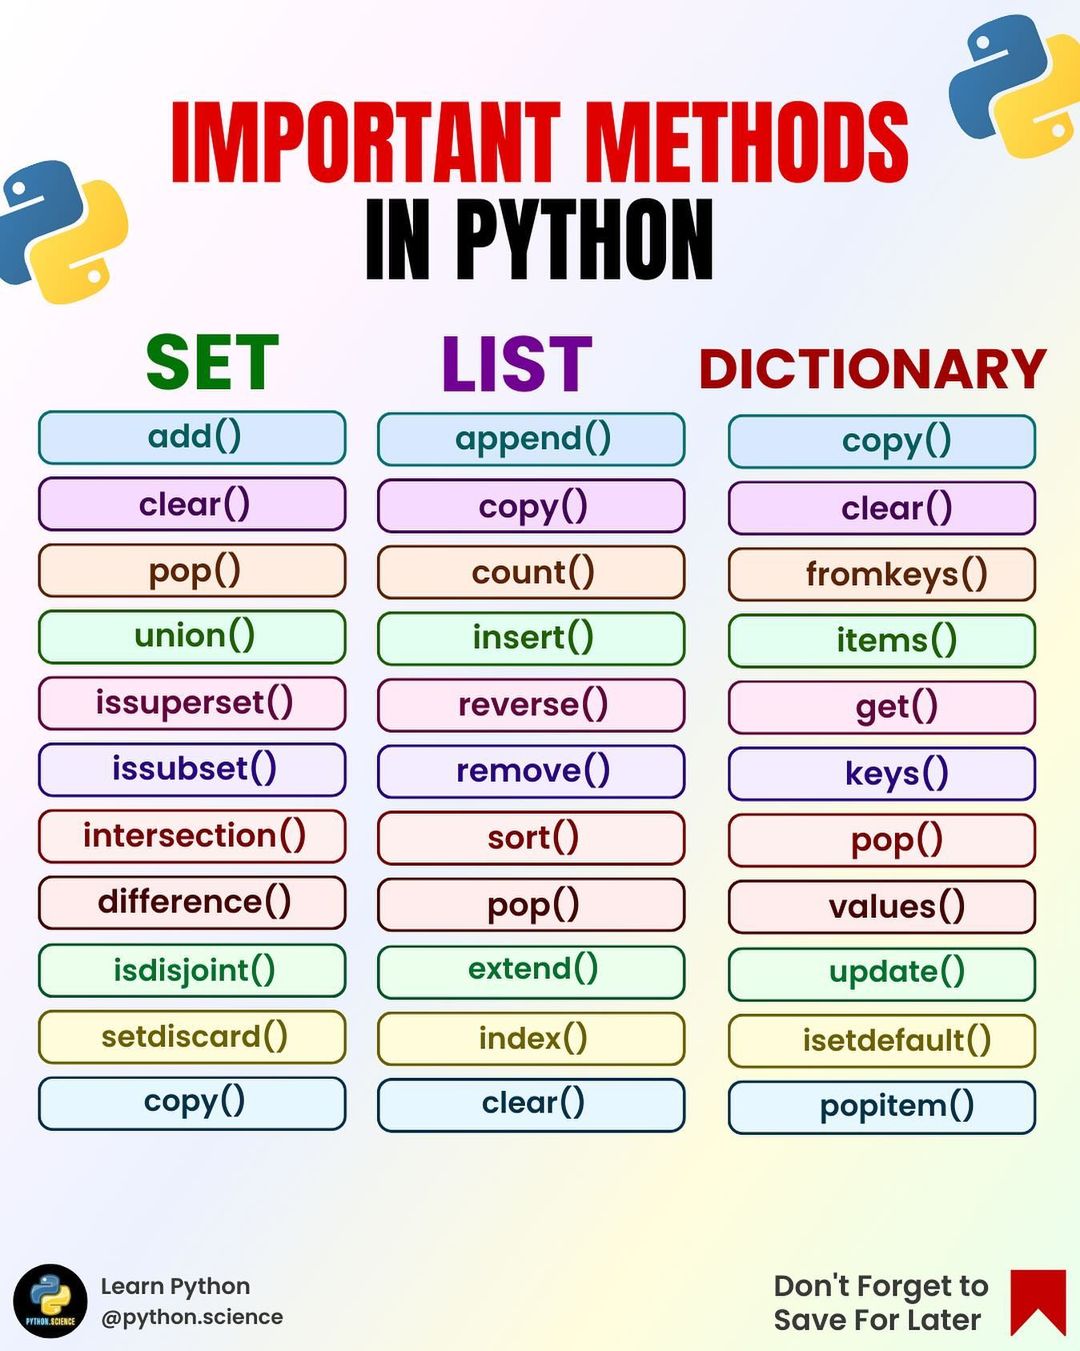 IMPORTANT METHODS
IN PYTHON
SET
add()
clear()
pop()
union()
issuperset()
issubset()
intersection()
difference()
isdisjoint()
setdiscard()
copy()
LIST
append()
copy()
count()
insert()
reverse()
remove()
sort()
pop()
extend()
index()
clear()
DICTIONARY
copy()
clear()
fromkeys()
items()
get()
keys()
pop()
values()
update()
isetdefault()
popitem()
PYTHON.SCIENCE
Learn Python
@python.science
Don't Forget to
Save For Later